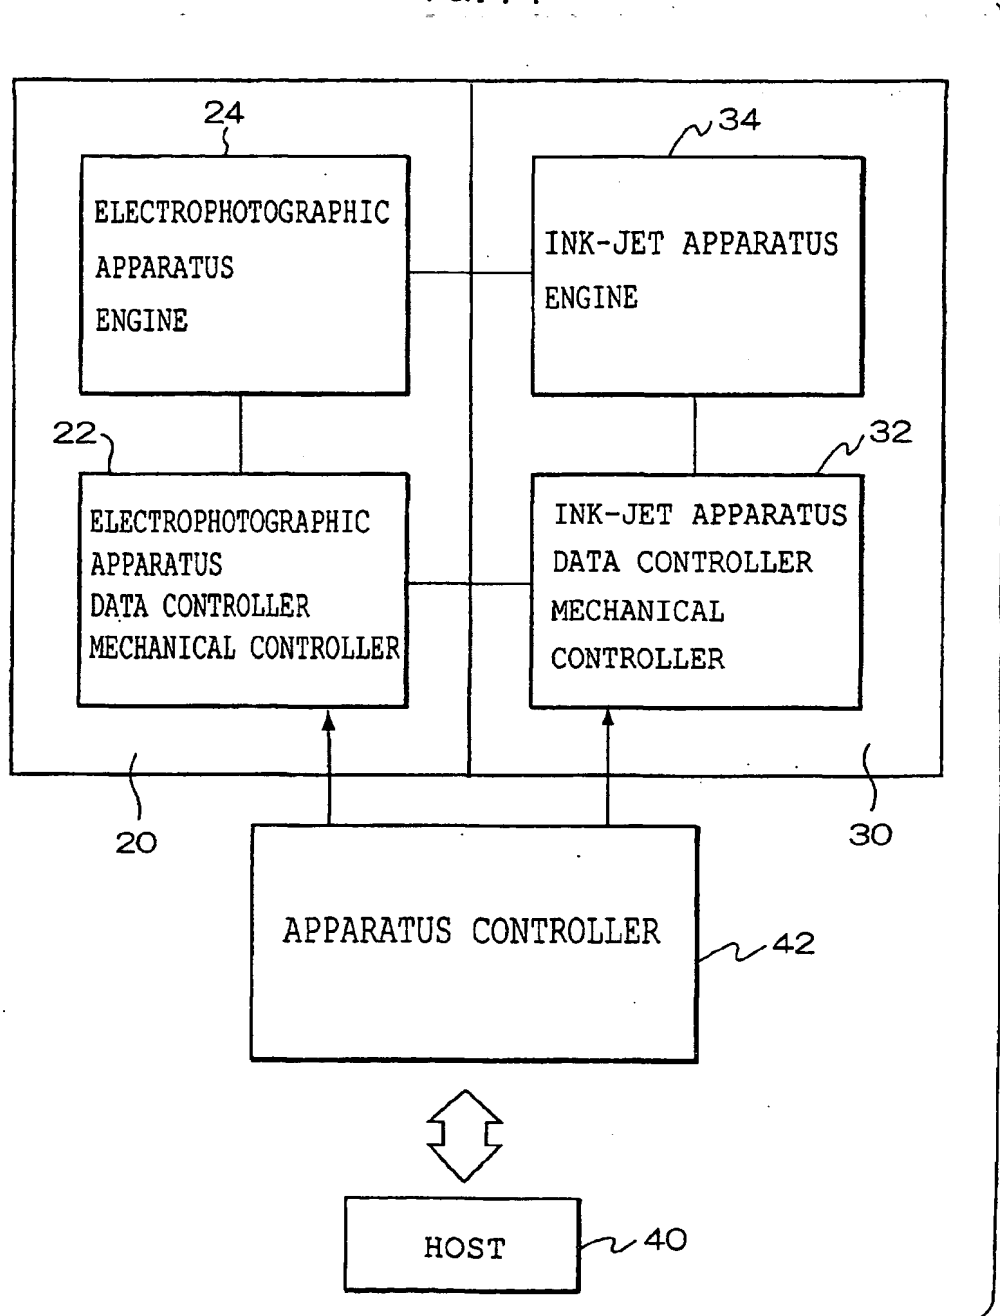 24
34
ELECTROPHOTOGRAPHIC
APPARATUS
ENGINE
INK-JET APPARATUS
ENGINE
22
32
ELECTROPHOTOGRAPHIC
APPARATUS
DATA CONTROLLER
MECHANICAL CONTROLLER
INK-JET APPARATUS
DATA CONTROLLER
MECHANICAL
CONTROLLER
20
30
APPARATUS CONTROLLER
42
HOST
40